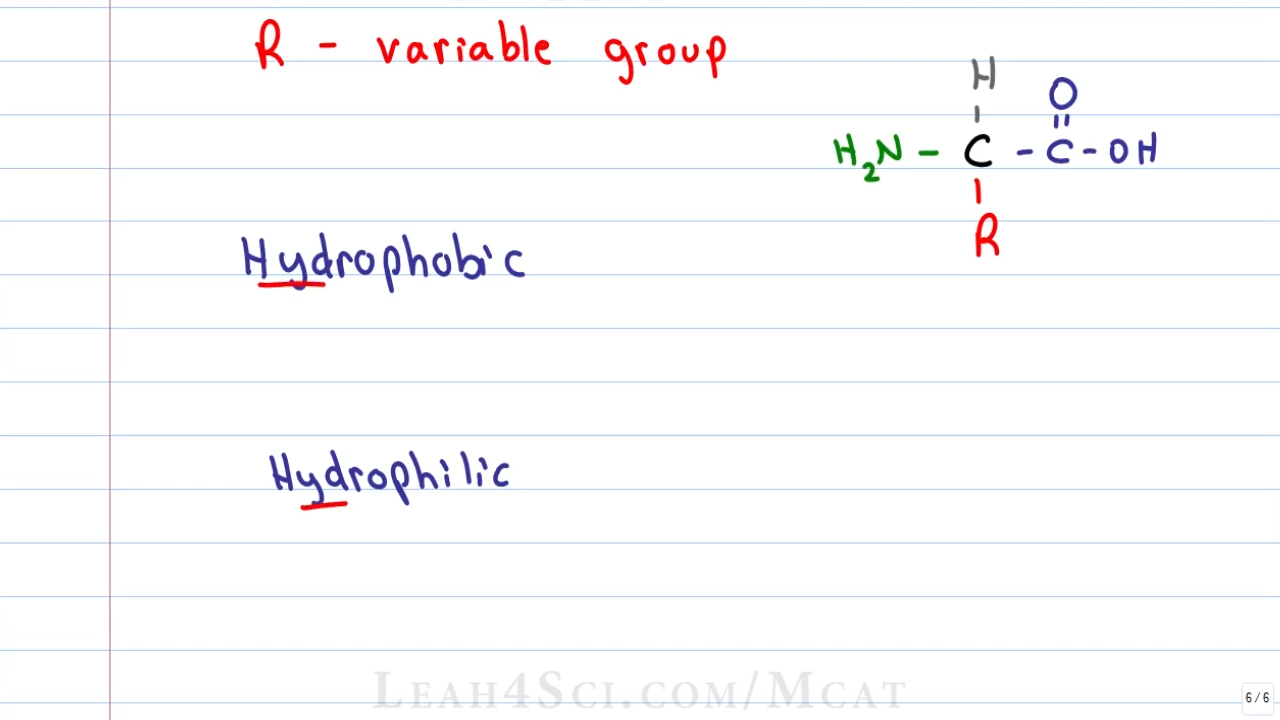 R - variable group
H
O
H₂N - C - C - OH
R
Hydrophobic
Hydrophilic
Leah4Sci.com/Mcat
6/6